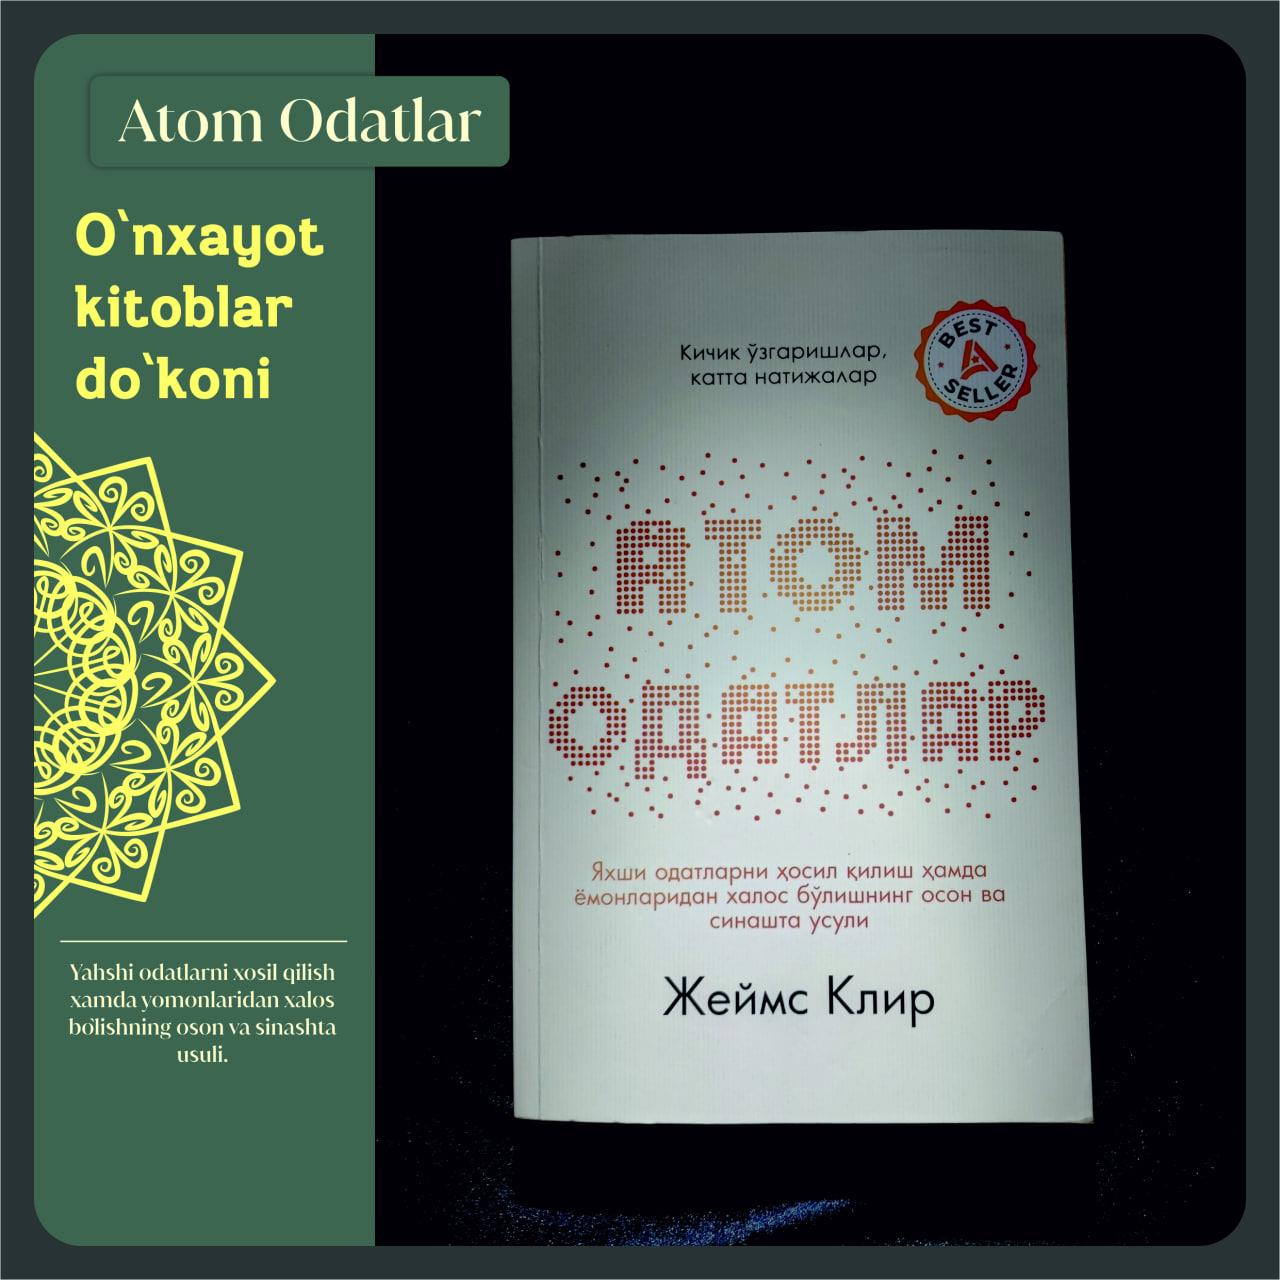 Atom Odatlar
O`nxayot
kitoblar
do`koni
Yahshi odatlarni xosil qilish
xamda yomonlaridan xalos
bo`lishning oson va sinashta
usuli.
Кичик ўзгаришлар,
катта натижалар
BEST
SELLER
АТОМ
ОДАТЛАР
Яхши одатларни ҳосил қилиш ҳамда
ёмонларидан халос бўлишнинг осон ва
синашта усули
Жеймс Клир